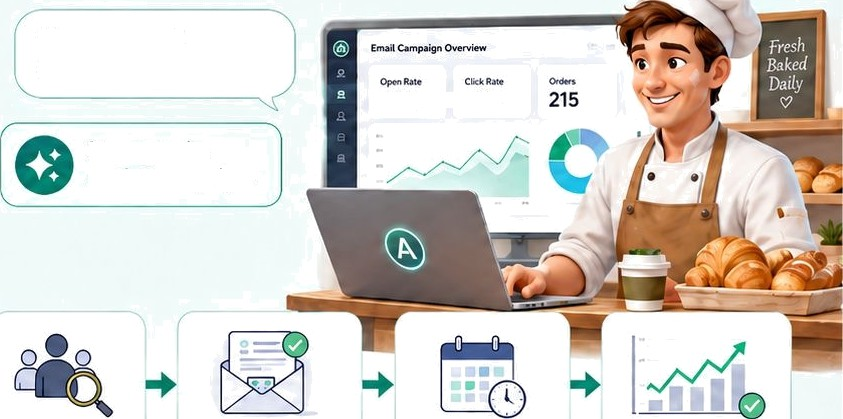 Email Campaign Overview
Open Rate
Click Rate
Orders
215
Fresh
Baked
Daily
A